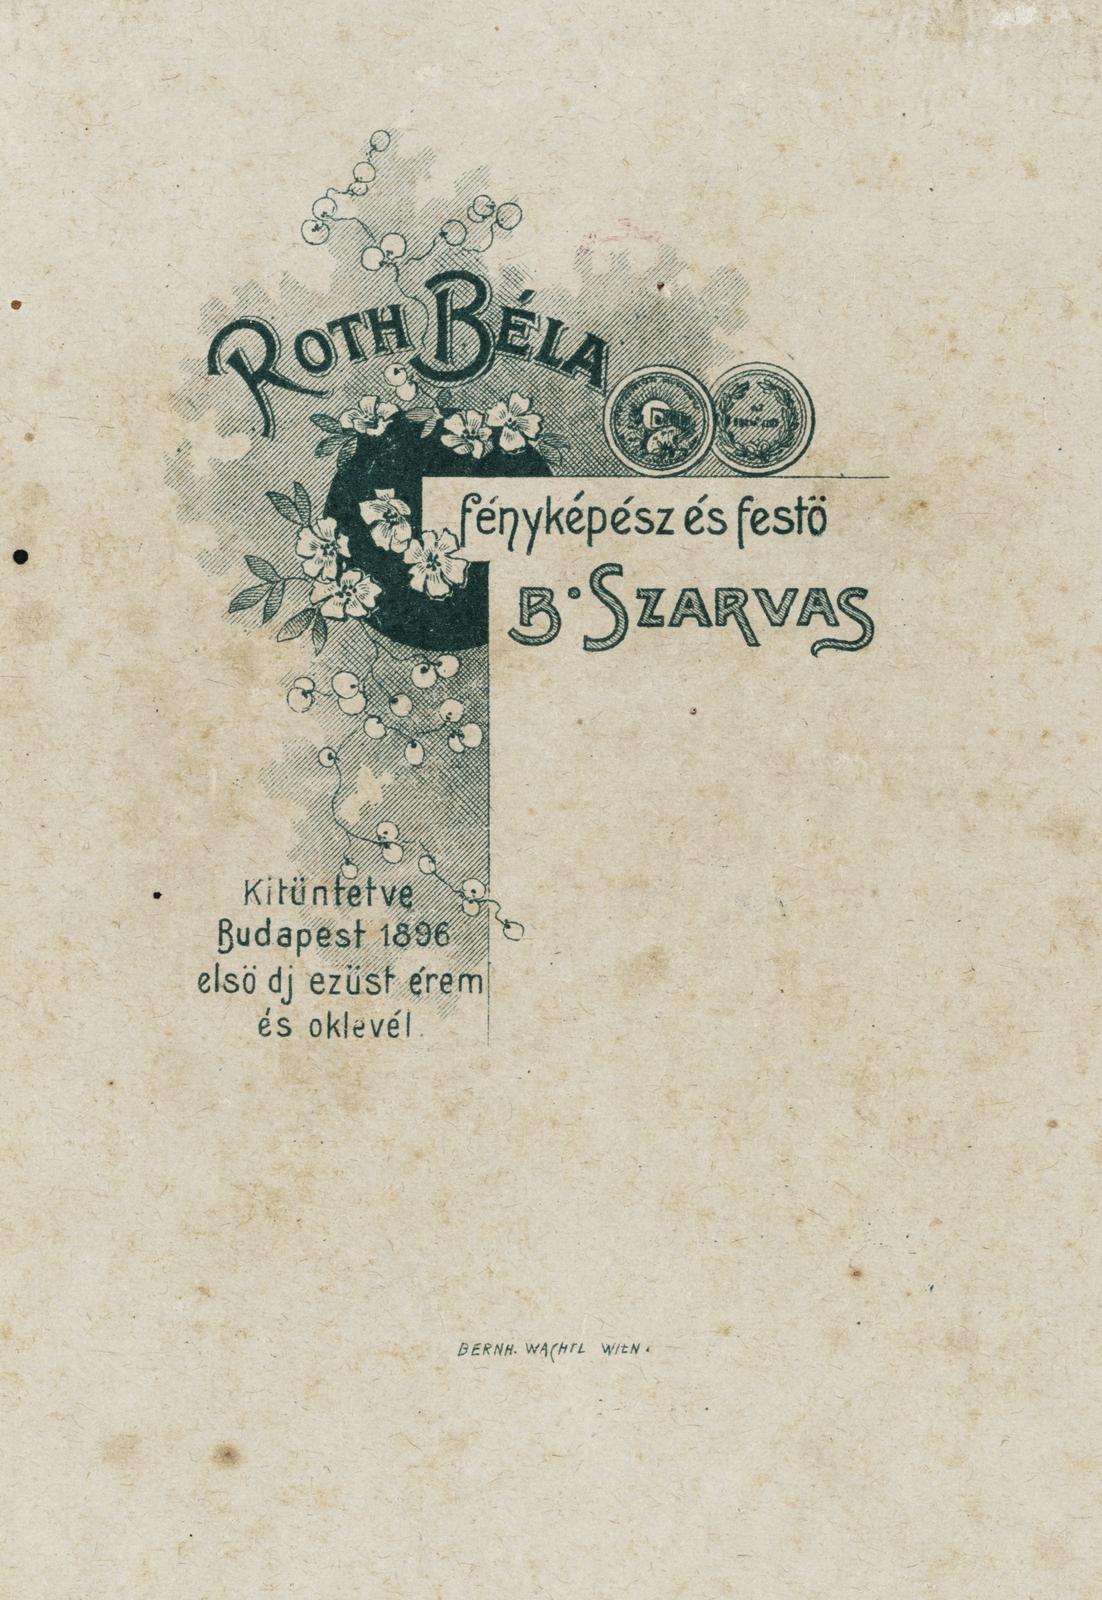 ROTH BÉLA
fényképész és festö
B. SZARVAS
Kitüntetve
Budapest 1896
elsö dj ezüst érem
és oklevél.
BERNH. WACHTL WIEN.